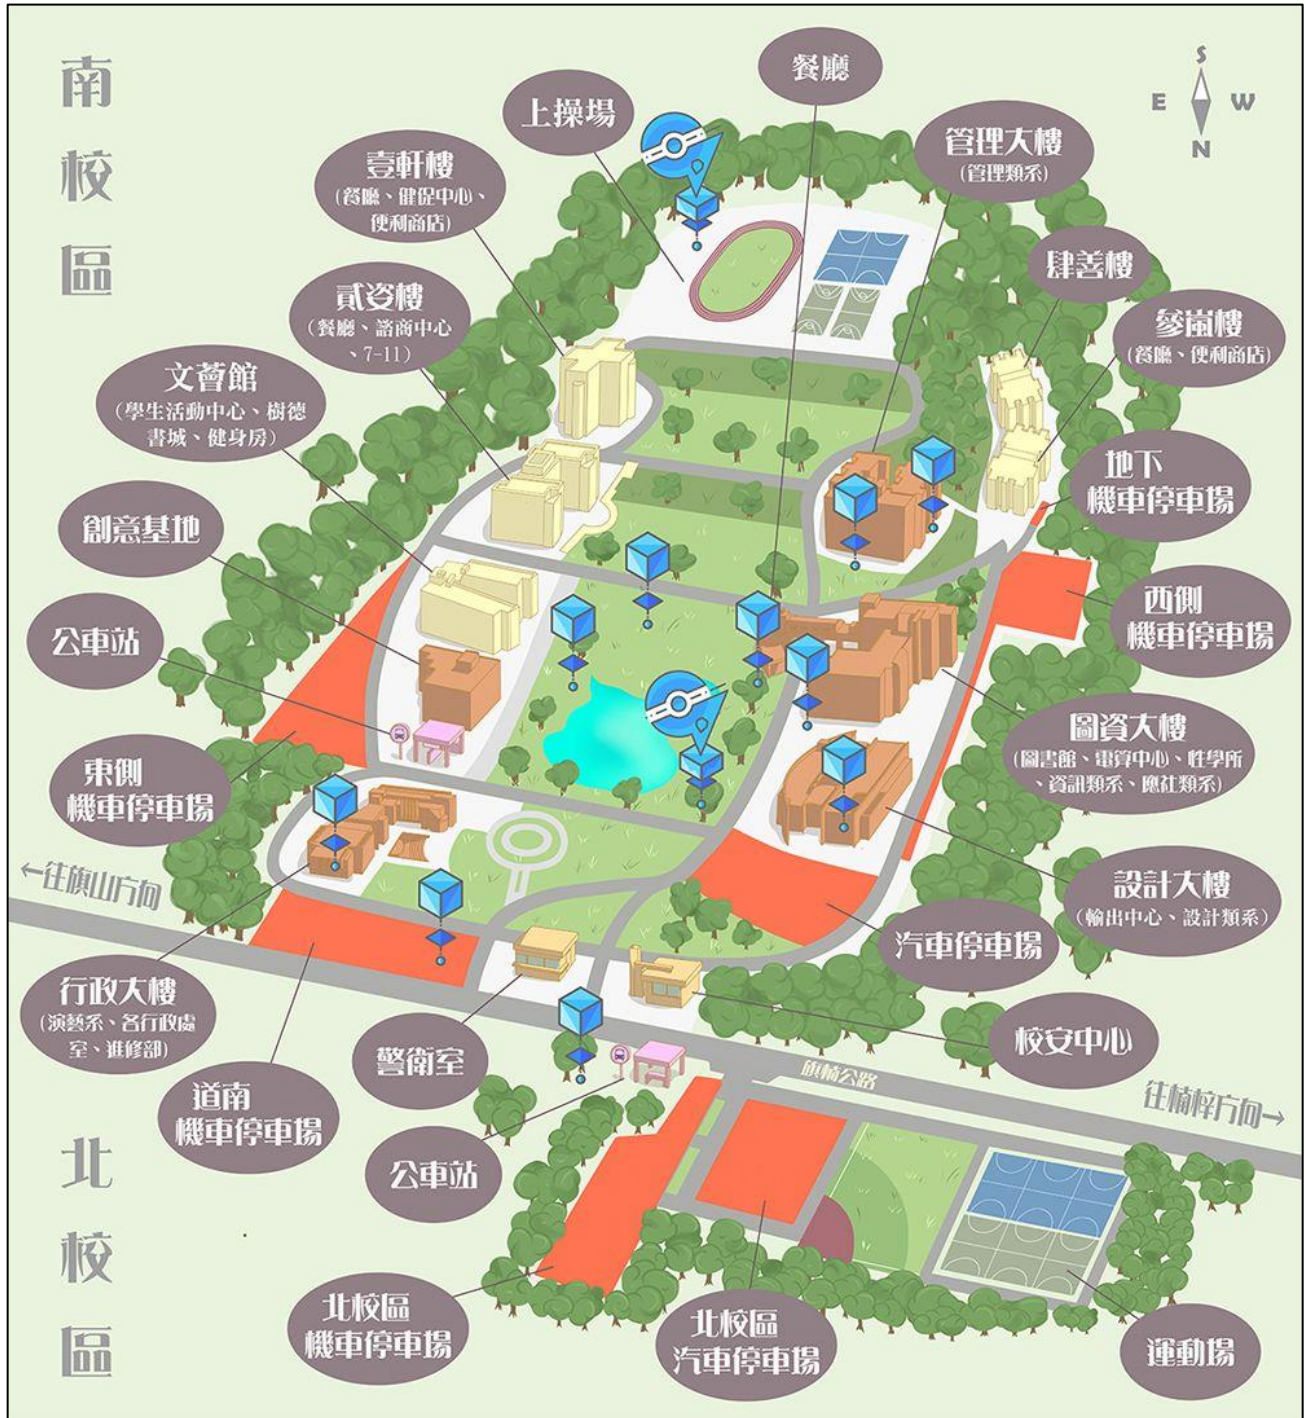 南
校
區
餐廳
上操場
S
E W
N
管理大樓
(管理類系)
壹軒樓
(餐廳、健促中心、
便利商店)
肆善樓
貳姿樓
(餐廳、諮商中心
、7-11)
參嵐樓
(餐廳、便利商店)
文薈館
(學生活動中心、樹德
書城、健身房)
地下
機車停車場
創意基地
西側
機車停車場
公車站
圖資大樓
(圖書館、電算中心、性學所
、資訊類系、應社類系)
東側
機車停車場
←往旗山方向
設計大樓
(輸出中心、設計類系)
汽車停車場
行政大樓
(演藝系、各行政處
室、進修部)
校安中心
警衛室
旗楠公路
往楠梓方向→
道南
機車停車場
公車站
北
校
區
北校區
機車停車場
北校區
汽車停車場
運動場